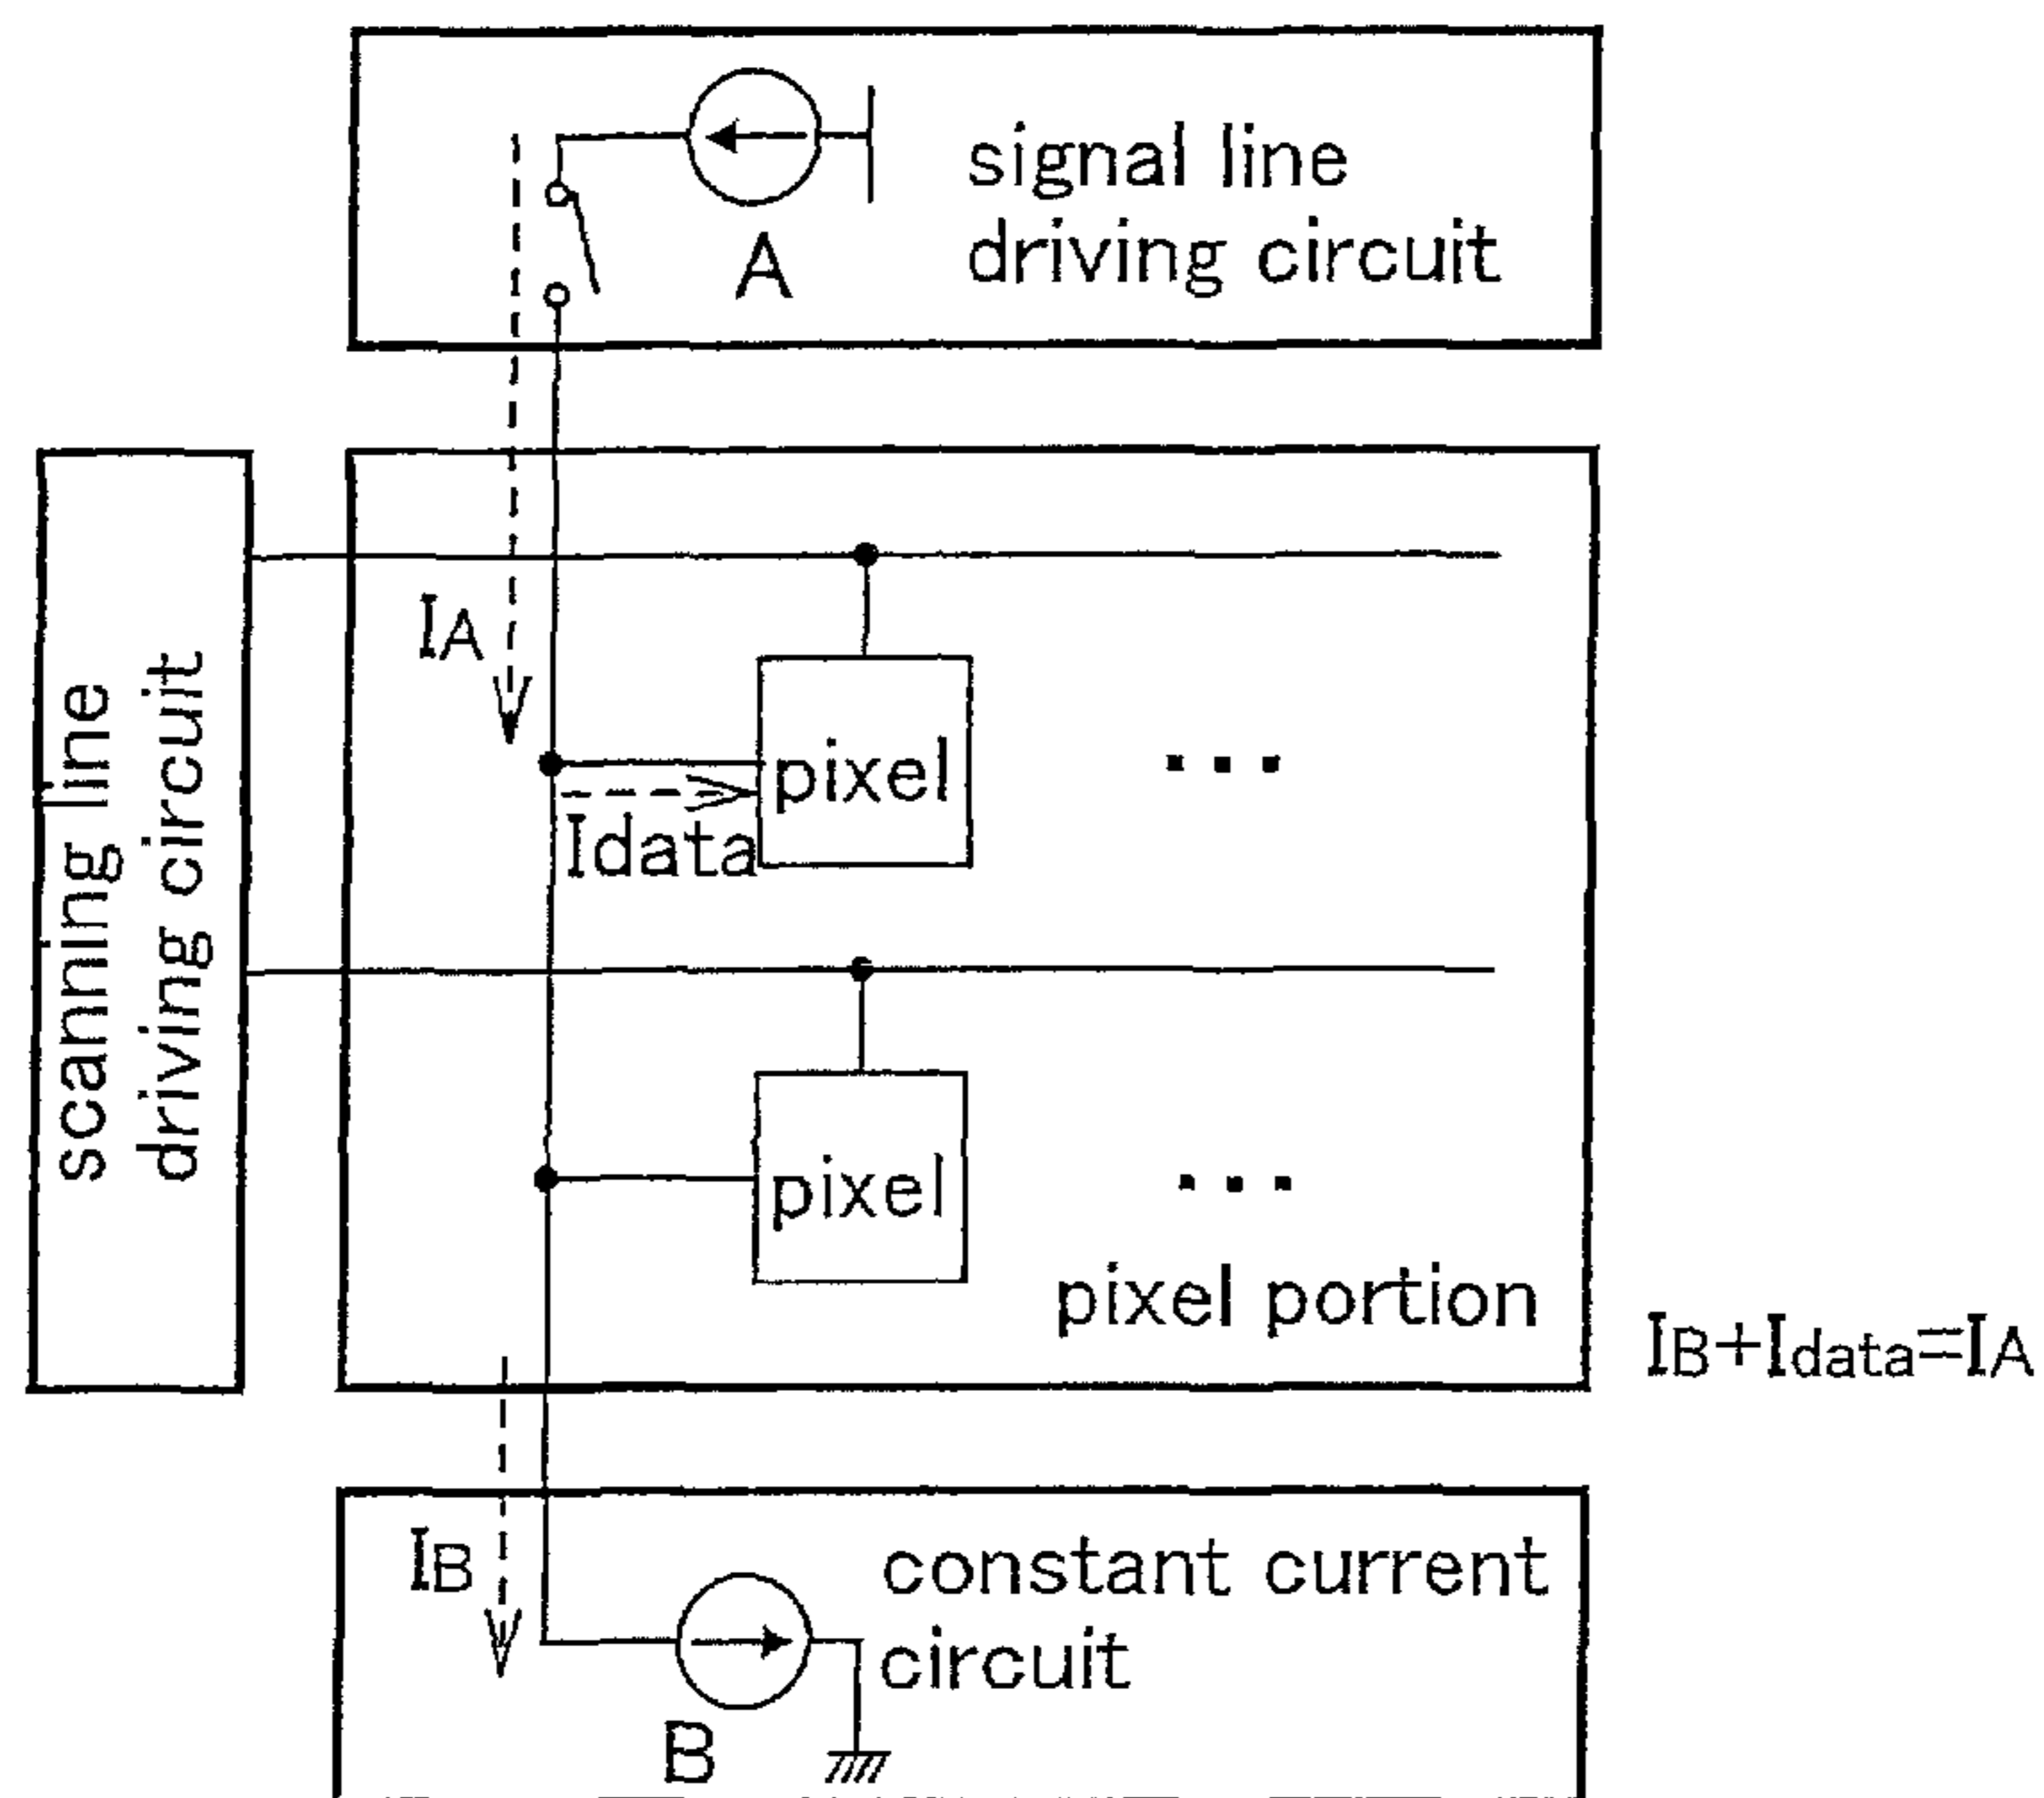 signal line
driving circuit
A
scanning line
driving circuit
IA
pixel
Idata
pixel
pixel portion
IB+Idata=IA
IB
constant current
circuit
B